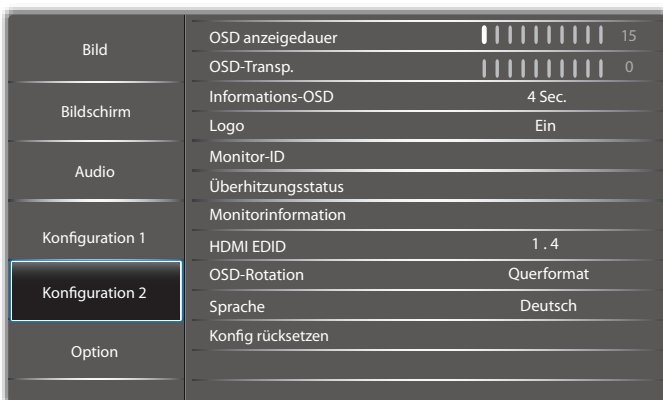 Bild
Bildschirm
Audio
Konfiguration 1
Konfiguration 2
Option
OSD anzeigedauer 15
OSD-Transp. 0
Informations-OSD 4 Sec.
Logo Ein
Monitor-ID
Überhitzungsstatus
Monitorinformation
HDMI EDID 1 . 4
OSD-Rotation Querformat
Sprache Deutsch
Konfig rücksetzen